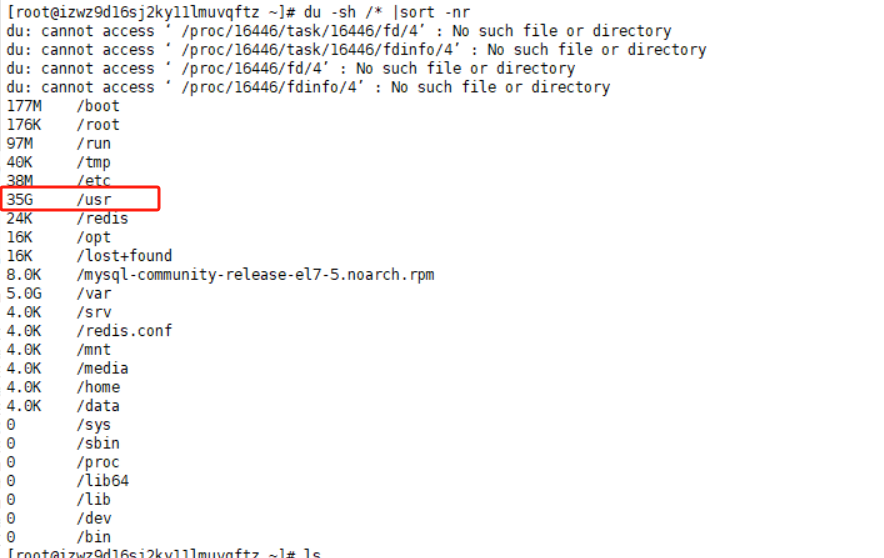 [root@izwz9d16sj2ky1llmuvqftz ~]# du -sh /* |sort -nr
du: cannot access ‘ /proc/16446/task/16446/fd/4’ : No such file or directory
du: cannot access ‘ /proc/16446/task/16446/fdinfo/4’ : No such file or directory
du: cannot access ‘ /proc/16446/fd/4’ : No such file or directory
du: cannot access ‘ /proc/16446/fdinfo/4’ : No such file or directory
177M /boot
176K /root
97M /run
40K /tmp
38M /etc
35G /usr
24K /redis
16K /opt
16K /lost+found
8.0K /mysql-community-release-el7-5.noarch.rpm
5.0G /var
4.0K /srv
4.0K /redis.conf
4.0K /mnt
4.0K /media
4.0K /home
4.0K /data
0 /sys
0 /sbin
0 /proc
0 /lib64
0 /lib
0 /dev
0 /bin
[root@izwz9d16sj2ky1llmuvqftz ~]# ls